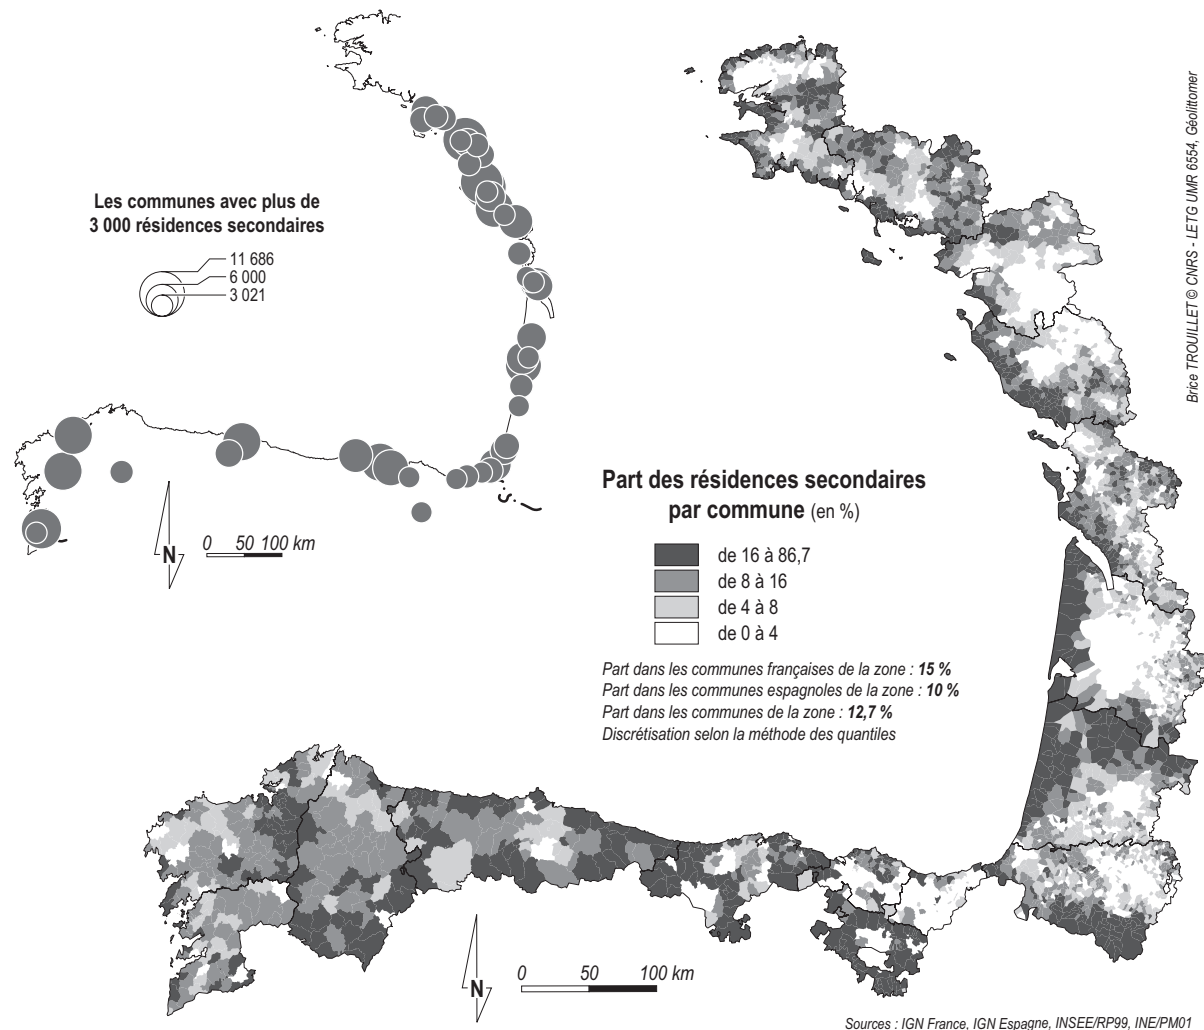 Les communes avec plus de
3 000 résidences secondaires
11 686
6 000
3 021
N
0 50 100 km
Part des résidences secondaires
par commune (en %)
de 16 à 86,7
de 8 à 16
de 4 à 8
de 0 à 4
Part dans les communes françaises de la zone : 15 %
Part dans les communes espagnoles de la zone : 10 %
Part dans les communes de la zone : 12,7 %
Discrétisation selon la méthode des quantiles
N
0 50 100 km
Brice TROUILLET © CNRS - LETG UMR 6554, Géolittomer
Sources : IGN France, IGN Espagne, INSEE/RP99, INE/PM01